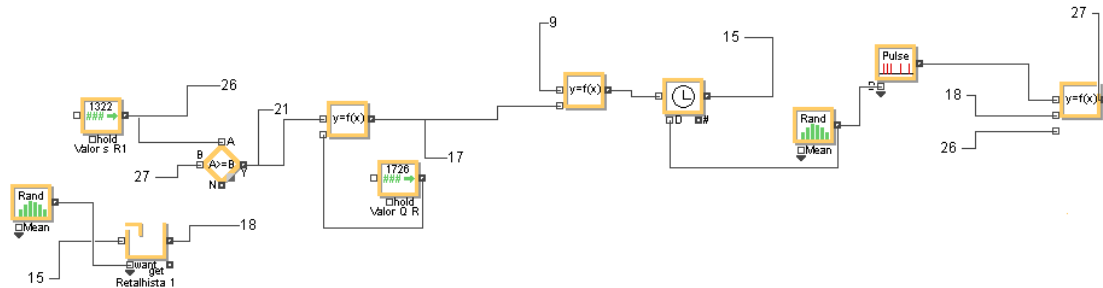 9
27
15
Pulse
26
1322
###
21
y=f(x)
y=f(x)
D
#
y=f(x)
18
Rand
Mean
26
hold
Valor s R1
A
B
A>=B
Y
N
27
17
1726
###
hold
Valor Q R
Rand
Mean
18
15
want
get
Retalhista 1